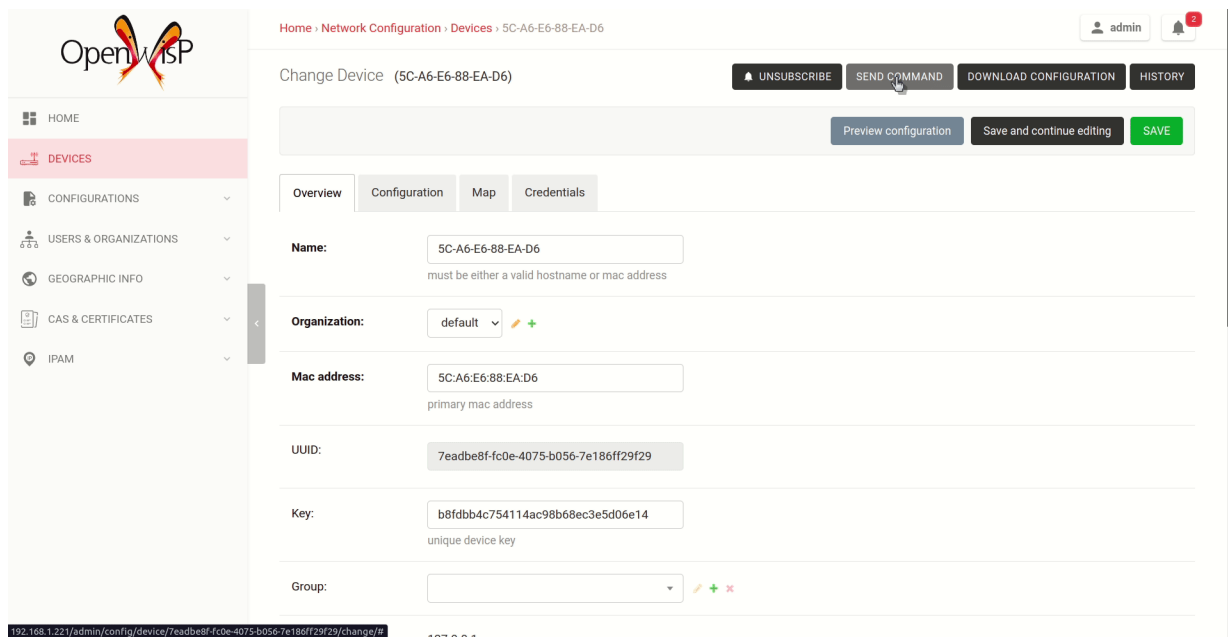 OpenWisP
Home › Network Configuration › Devices › 5C-A6-E6-88-EA-D6
admin
2
Change Device (5C-A6-E6-88-EA-D6)
UNSUBSCRIBE
SEND COMMAND
DOWNLOAD CONFIGURATION
HISTORY
HOME
DEVICES
CONFIGURATIONS
USERS & ORGANIZATIONS
GEOGRAPHIC INFO
CAS & CERTIFICATES
IPAM
Preview configuration
Save and continue editing
SAVE
Overview
Configuration
Map
Credentials
Name:
5C-A6-E6-88-EA-D6
must be either a valid hostname or mac address
Organization:
default
Mac address:
5C:A6:E6:88:EA:D6
primary mac address
UUID:
7eadbe8f-fc0e-4075-b056-7e186ff29f29
Key:
b8fdbb4c754114ac98b68ec3e5d06e14
unique device key
Group:
192.168.1.221/admin/config/device/7eadbe8f-fc0e-4075-b056-7e186ff29f29/change/#